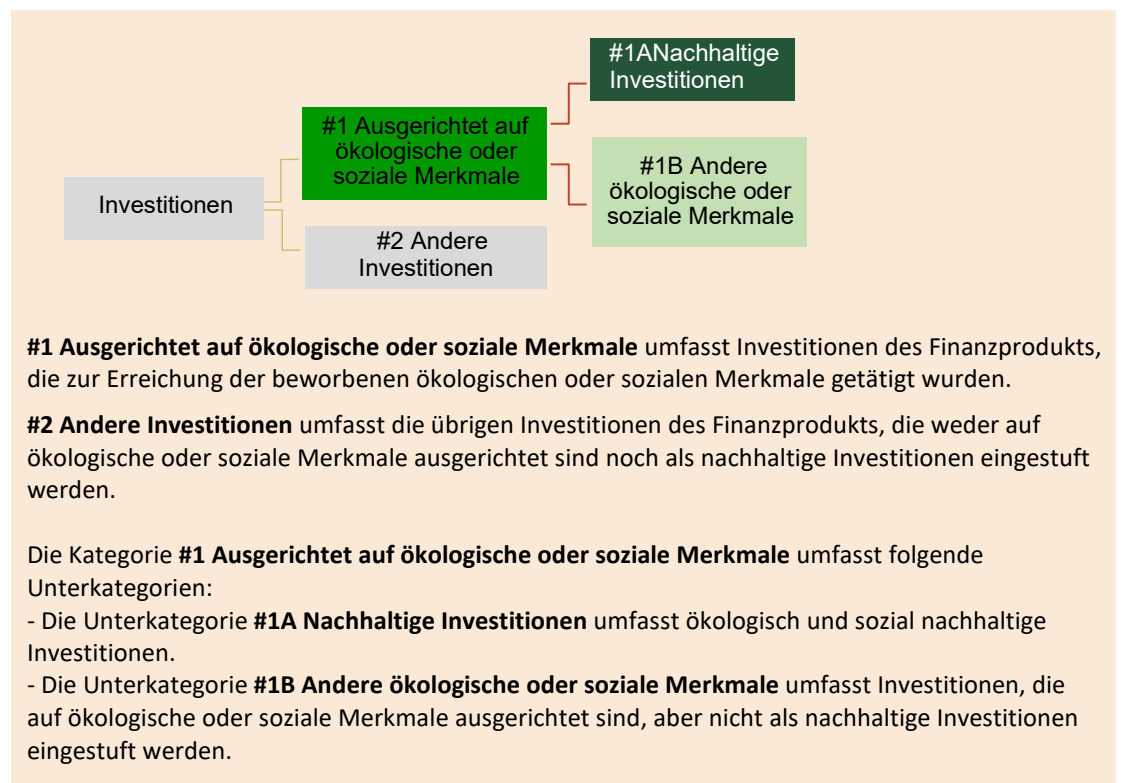 #1ANachhaltige
Investitionen
#1 Ausgerichtet auf
ökologische oder
soziale Merkmale
#1B Andere
ökologische oder
soziale Merkmale
Investitionen
#2 Andere
Investitionen
#1 Ausgerichtet auf ökologische oder soziale Merkmale umfasst Investitionen des Finanzprodukts,
die zur Erreichung der beworbenen ökologischen oder sozialen Merkmale getätigt wurden.
#2 Andere Investitionen umfasst die übrigen Investitionen des Finanzprodukts, die weder auf
ökologische oder soziale Merkmale ausgerichtet sind noch als nachhaltige Investitionen eingestuft
werden.
Die Kategorie #1 Ausgerichtet auf ökologische oder soziale Merkmale umfasst folgende
Unterkategorien:
- Die Unterkategorie #1A Nachhaltige Investitionen umfasst ökologisch und sozial nachhaltige
Investitionen.
- Die Unterkategorie #1B Andere ökologische oder soziale Merkmale umfasst Investitionen, die
auf ökologische oder soziale Merkmale ausgerichtet sind, aber nicht als nachhaltige Investitionen
eingestuft werden.